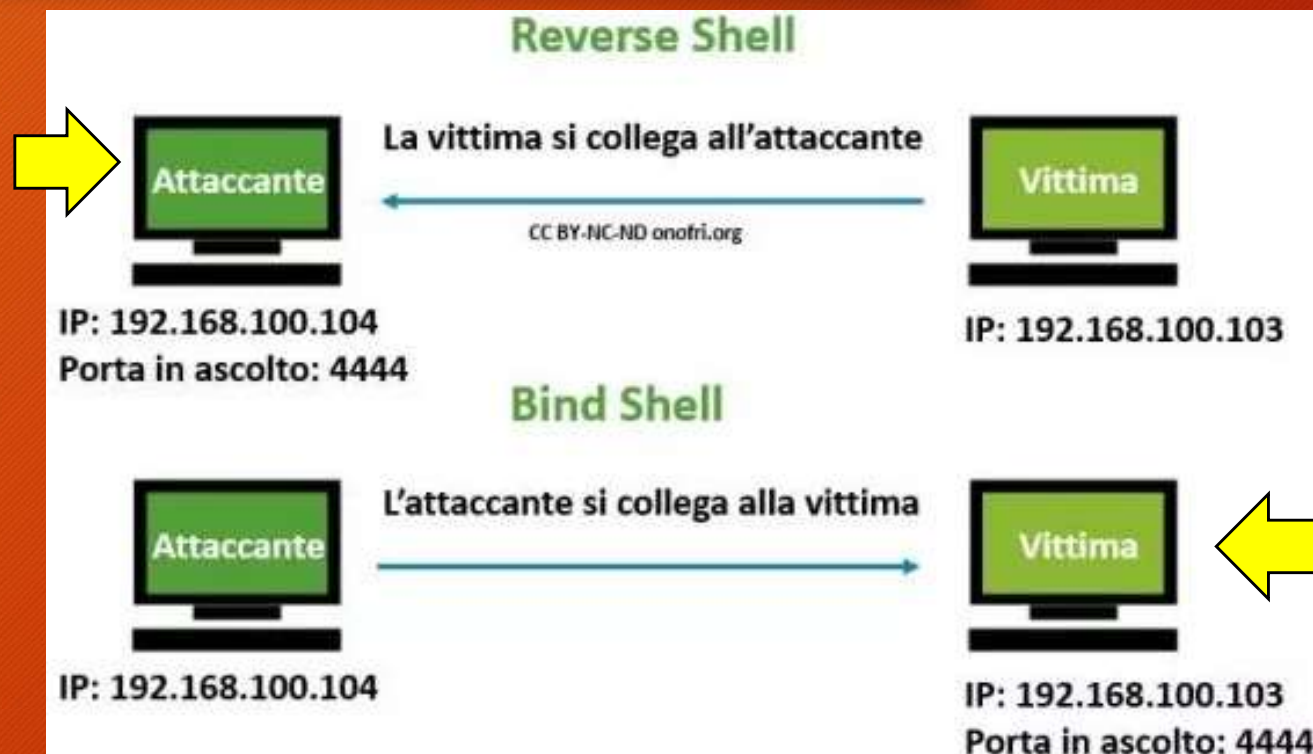 Reverse Shell
La vittima si collega all'attaccante
Attaccante
Vittima
CC BY-NC-ND onofri.org
IP: 192.168.100.104
Porta in ascolto: 4444
IP: 192.168.100.103
Bind Shell
L'attaccante si collega alla vittima
Attaccante
Vittima
IP: 192.168.100.104
IP: 192.168.100.103
Porta in ascolto: 4444